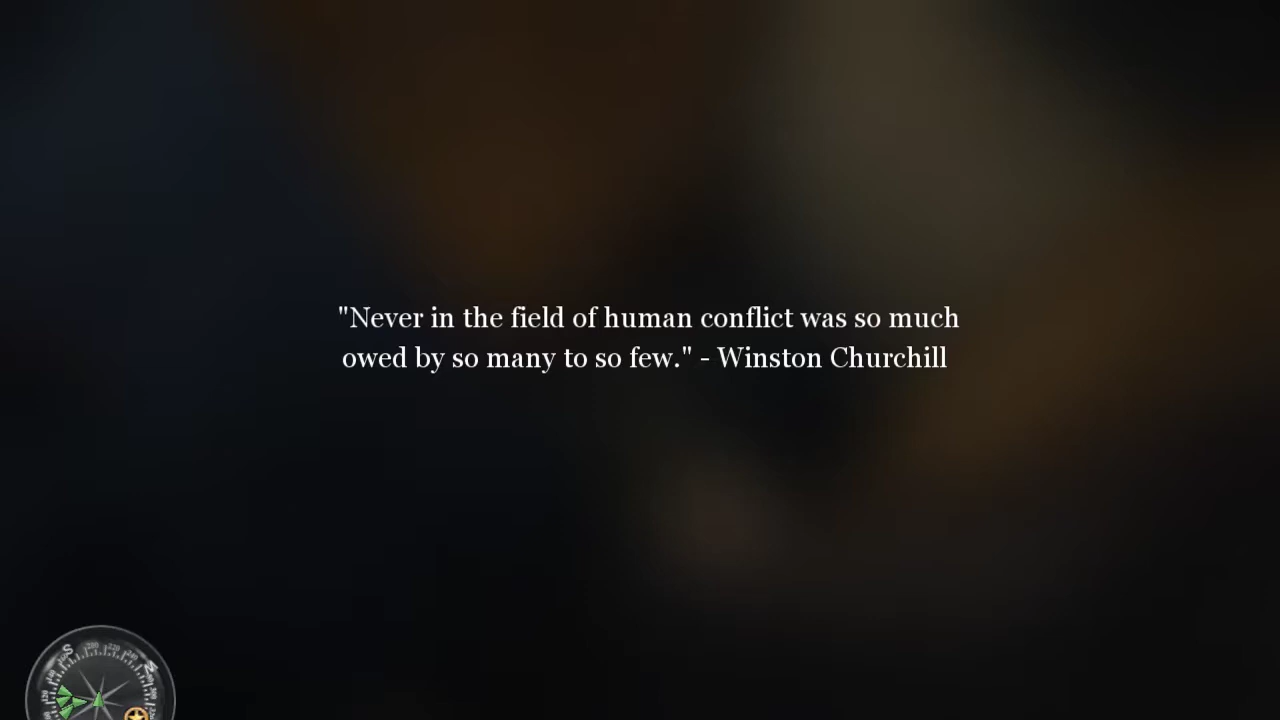 "Never in the field of human conflict was so much
owed by so many to so few." - Winston Churchill
S